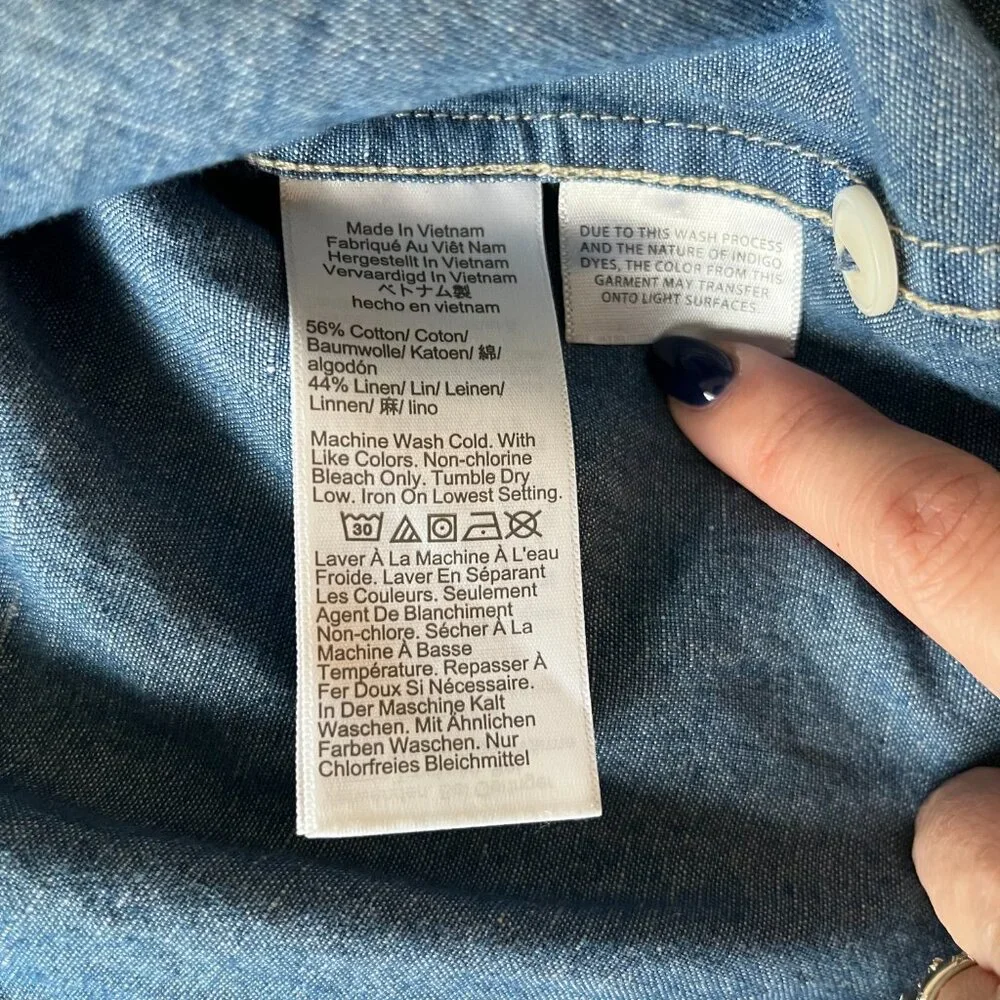 Made In Vietnam
Fabriqué Au Viêt Nam
Hergestellt In Vietnam
Vervaardigd In Vietnam
ベトナム製
hecho en vietnam
56% Cotton/ Coton/
Baumwolle/ Katoen/ 綿/
algodón
44% Linen/ Lin/ Leinen/
Linnen/ 麻/ lino
Machine Wash Cold. With
Like Colors. Non-chlorine
Bleach Only. Tumble Dry
Low. Iron On Lowest Setting.
30
Laver À La Machine À L'eau
Froide. Laver En Séparant
Les Couleurs. Seulement
Agent De Blanchiment
Non-chlore. Sécher À La
Machine À Basse
Température. Repasser À
Fer Doux Si Nécessaire.
In Der Maschine Kalt
Waschen. Mit Ähnlichen
Farben Waschen. Nur
Chlorfreies Bleichmittel
DUE TO THIS WASH PROCESS
AND THE NATURE OF INDIGO
DYES, THE COLOR FROM THIS
GARMENT MAY TRANSFER
ONTO LIGHT SURFACES.